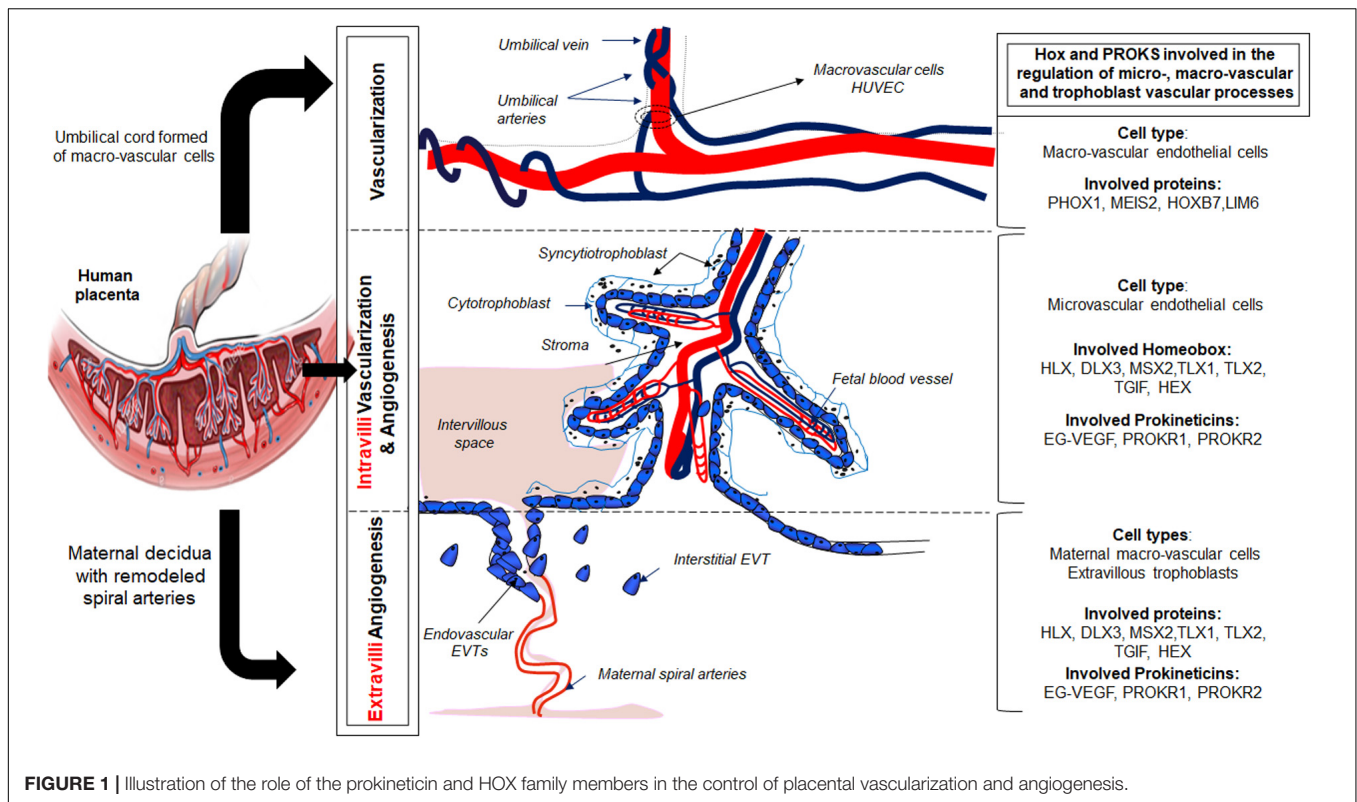 Umbilical cord formed
of macro-vascular cells
Human
placenta
Maternal decidua
with remodeled
spiral arteries
Vascularization
Intravilli Vascularization
& Angiogenesis
Extravilli Angiogenesis
Umbilical vein
Umbilical
arteries
Macrovascular cells
HUVEC
Syncytiotrophoblast
Cytotrophoblast
Stroma
Fetal blood vessel
Intervillous
space
Interstitial EVT
Endovascular
EVTs
Maternal spiral arteries
Hox and PROKS involved in the
regulation of micro-, macro-vascular
and trophoblast vascular processes
Cell type:
Macro-vascular endothelial cells
Involved proteins:
PHOX1, MEIS2, HOXB7,LIM6
Cell type:
Microvascular endothelial cells
Involved Homeobox:
HLX, DLX3, MSX2,TLX1, TLX2,
TGIF, HEX
Involved Prokineticins:
EG-VEGF, PROKR1, PROKR2
Cell types:
Maternal macro-vascular cells
Extravillous trophoblasts
Involved proteins:
HLX, DLX3, MSX2,TLX1, TLX2,
TGIF, HEX
Involved Prokineticins:
EG-VEGF, PROKR1, PROKR2
FIGURE 1 | Illustration of the role of the prokineticin and HOX family members in the control of placental vascularization and angiogenesis.